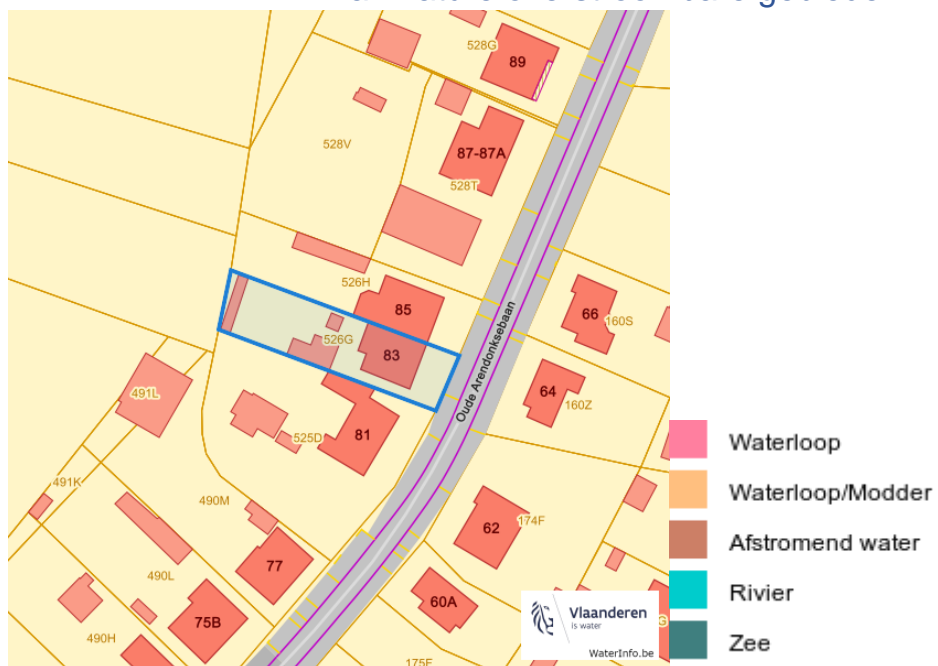 528G
89
528V
87-87A
528T
526H
85
66
160S
526G
83
Oude Arendonksebaan
64
160Z
491L
81
525D
491K
490M
62
174F
77
490L
60A
75B
490H
175F
Vlaanderen
is water
WaterInfo.be
Waterloop
Waterloop/Modder
Afstromend water
Rivier
Zee